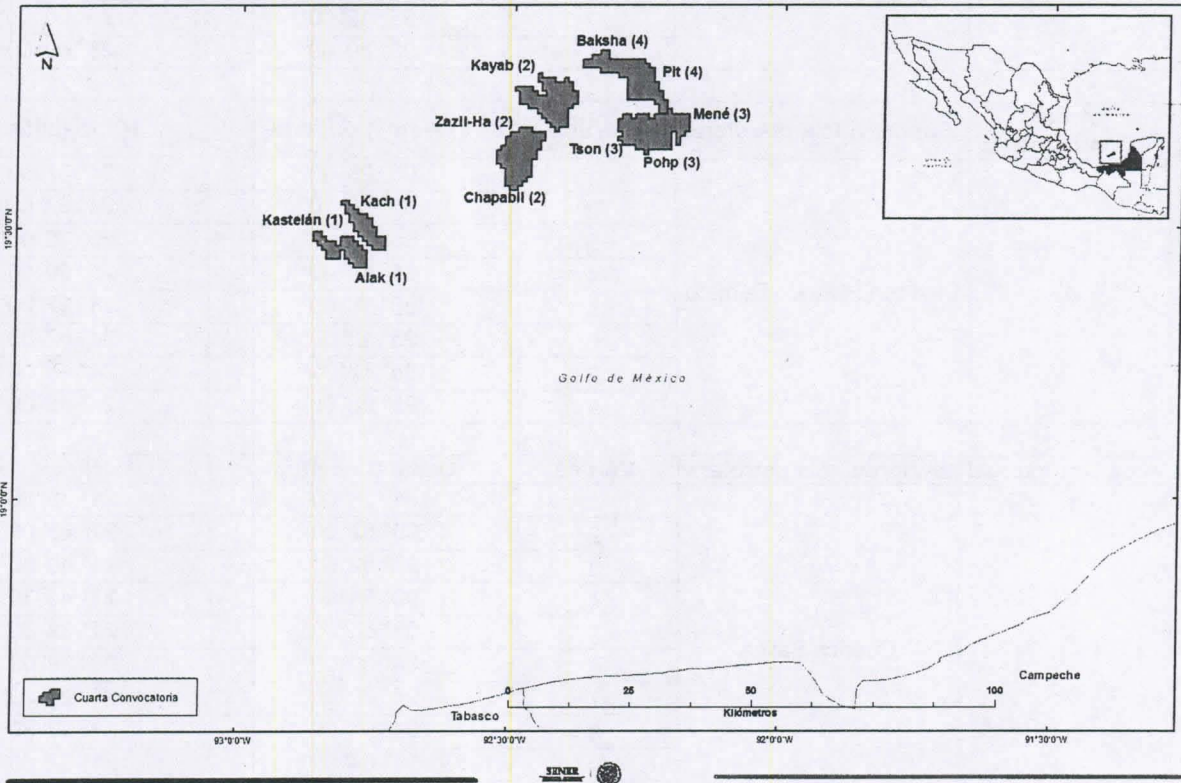 N
Baksha (4)
Kayab (2)
Pit (4)
Zazil-Ha (2)
Mené (3)
Tson (3)
Pohp (3)
Chapabil (2)
Kach (1)
Kastelán (1)
Alak (1)
19°30'0"N
Golfo de México
19°0'0"N
Campeche
Cuarta Convocatoria
0 25 50 100
Kilómetros
Tabasco
93°0'0"W
92°30'0"W
92°0'0"W
91°30'0"W
SENER